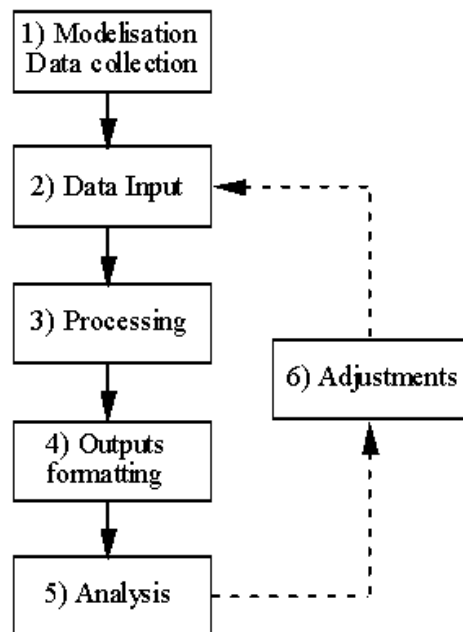 1) Modelisation
Data collection
2) Data Input
3) Processing
4) Outputs
formatting
5) Analysis
6) Adjustments